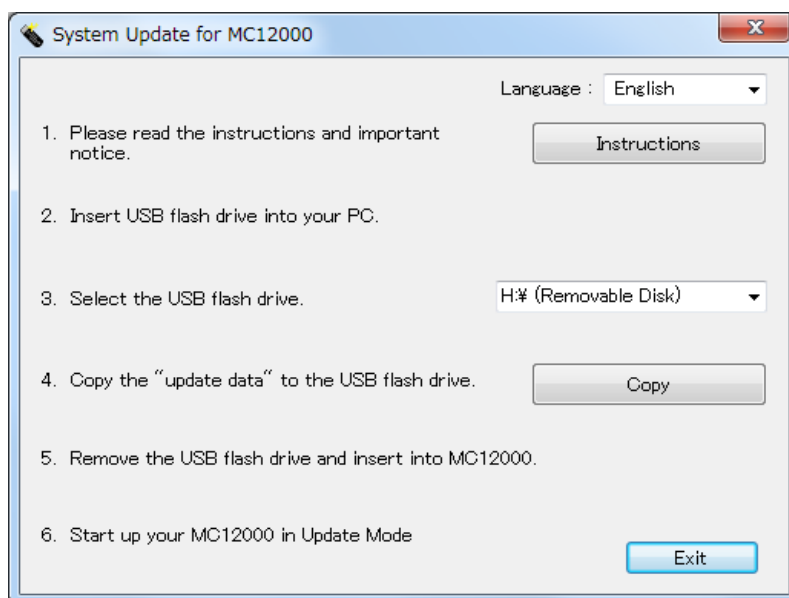 System Update for MC12000
Language : English
1. Please read the instructions and important
notice.
Instructions
2. Insert USB flash drive into your PC.
3. Select the USB flash drive.
H:¥ (Removable Disk)
4. Copy the "update data" to the USB flash drive.
Copy
5. Remove the USB flash drive and insert into MC12000.
6. Start up your MC12000 in Update Mode
Exit